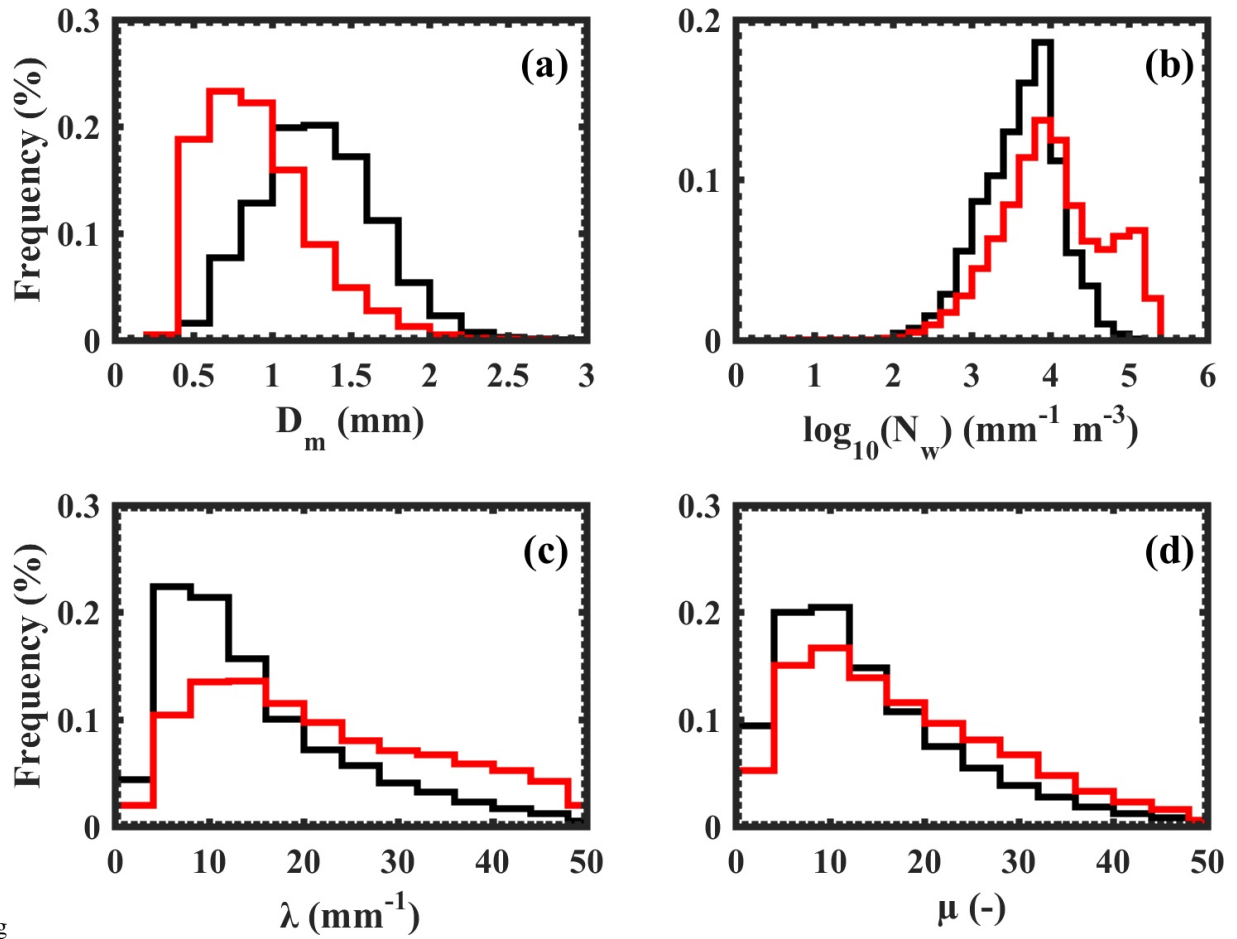 0.3
0.2
0.1
0
Frequency (%)
(a)
0 0.5 1 1.5 2 2.5 3
D_m (mm)
0.2
0.1
0
(b)
0 1 2 3 4 5 6
log_10(N_w) (mm^-1 m^-3)
0.3
0.2
0.1
0
Frequency (%)
(c)
0 10 20 30 40 50
λ (mm^-1)
0.3
0.2
0.1
0
(d)
0 10 20 30 40 50
μ (-)
g